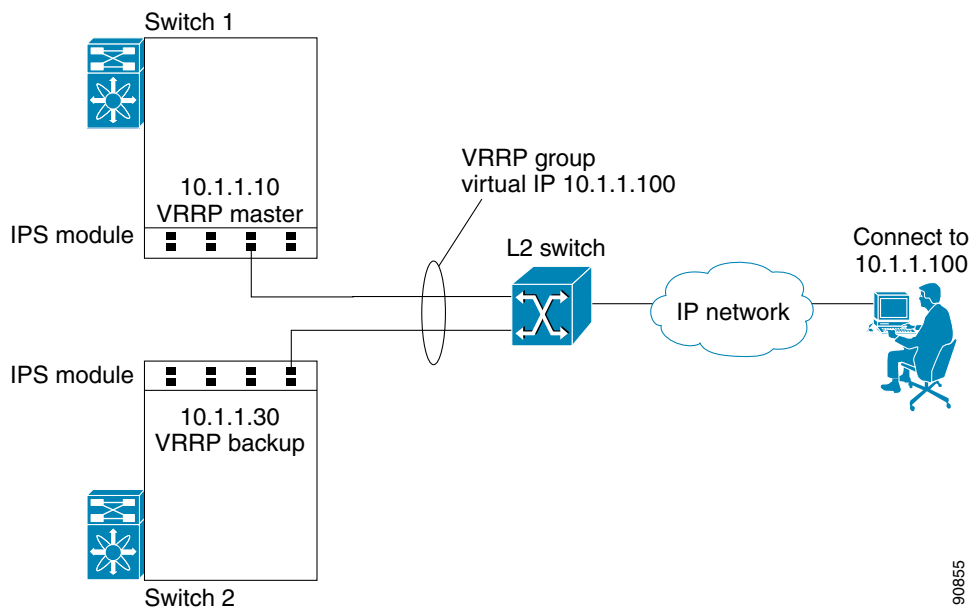 Switch 1
10.1.1.10
VRRP master
IPS module
VRRP group
virtual IP 10.1.1.100
L2 switch
IP network
Connect to
10.1.1.100
IPS module
10.1.1.30
VRRP backup
Switch 2
90855